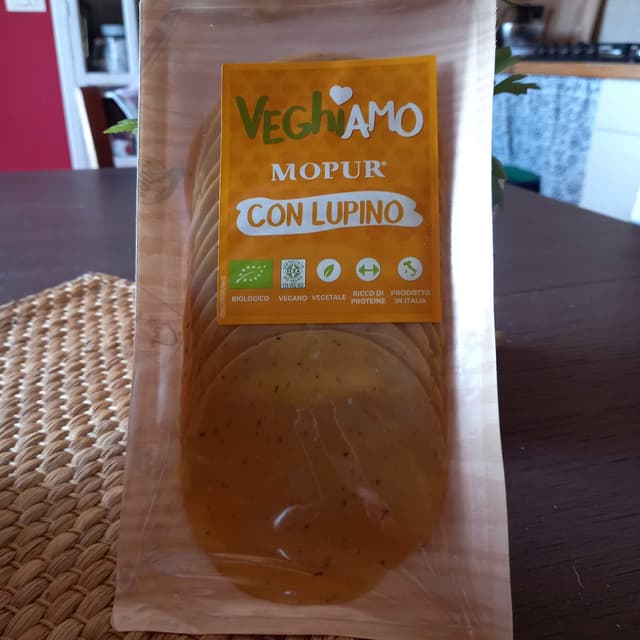 VEGHiAMO
MOPUR®
CON LUPINO
BIOLOGICO
VEGANO
VEGETALE
RICCO DI
PROTEINE
PRODOTTO
IN ITALIA